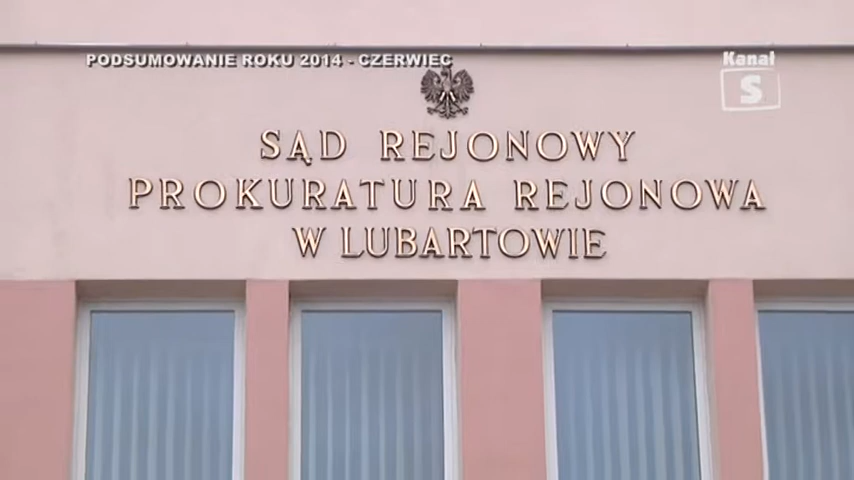 PODSUMOWANIE ROKU 2014 - CZERWIEC
Kanał
S
SĄD REJONOWY
PROKURATURA REJONOWA
W LUBARTOWIE